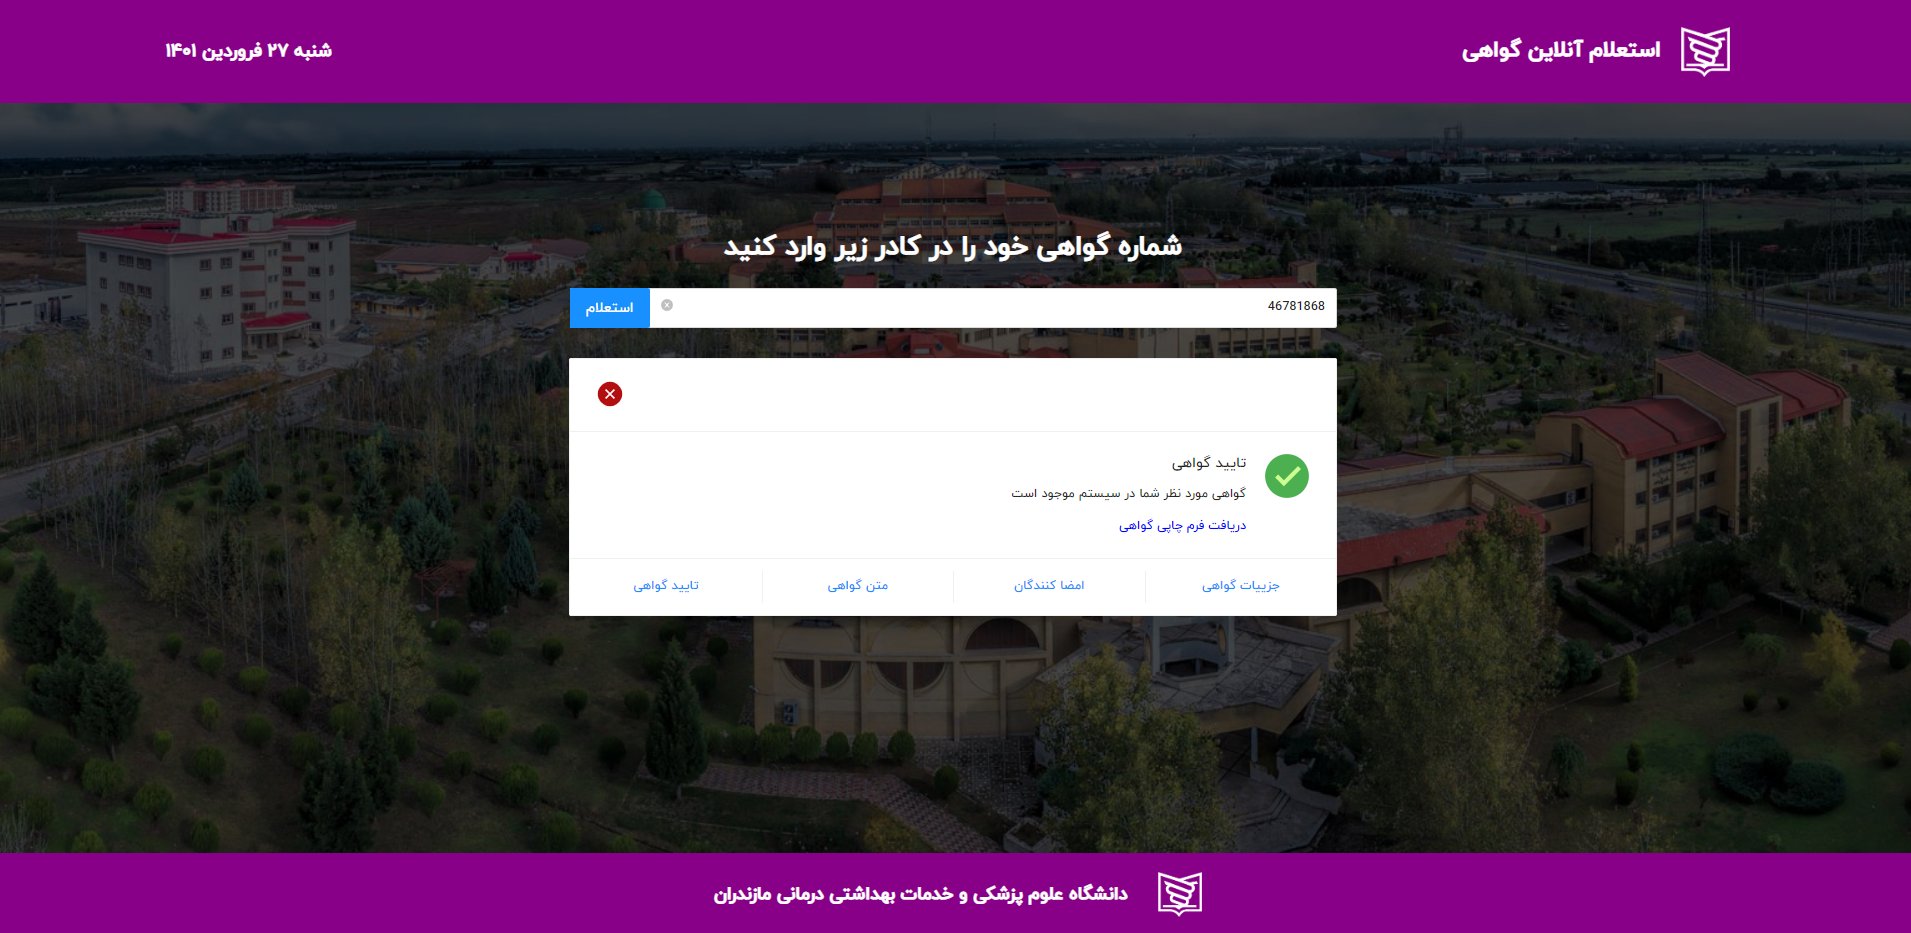 استعلام آنلاین گواهی
شنبه ۲۷ فروردین ۱۴۰۱
شماره گواهی خود را در کادر زیر وارد کنید
46781868
استعلام
تایید گواهی
گواهی مورد نظر شما در سیستم موجود است
دریافت فرم چاپی گواهی
جزییات گواهی
امضا کنندگان
متن گواهی
تایید گواهی
دانشگاه علوم پزشکی و خدمات بهداشتی درمانی مازندران